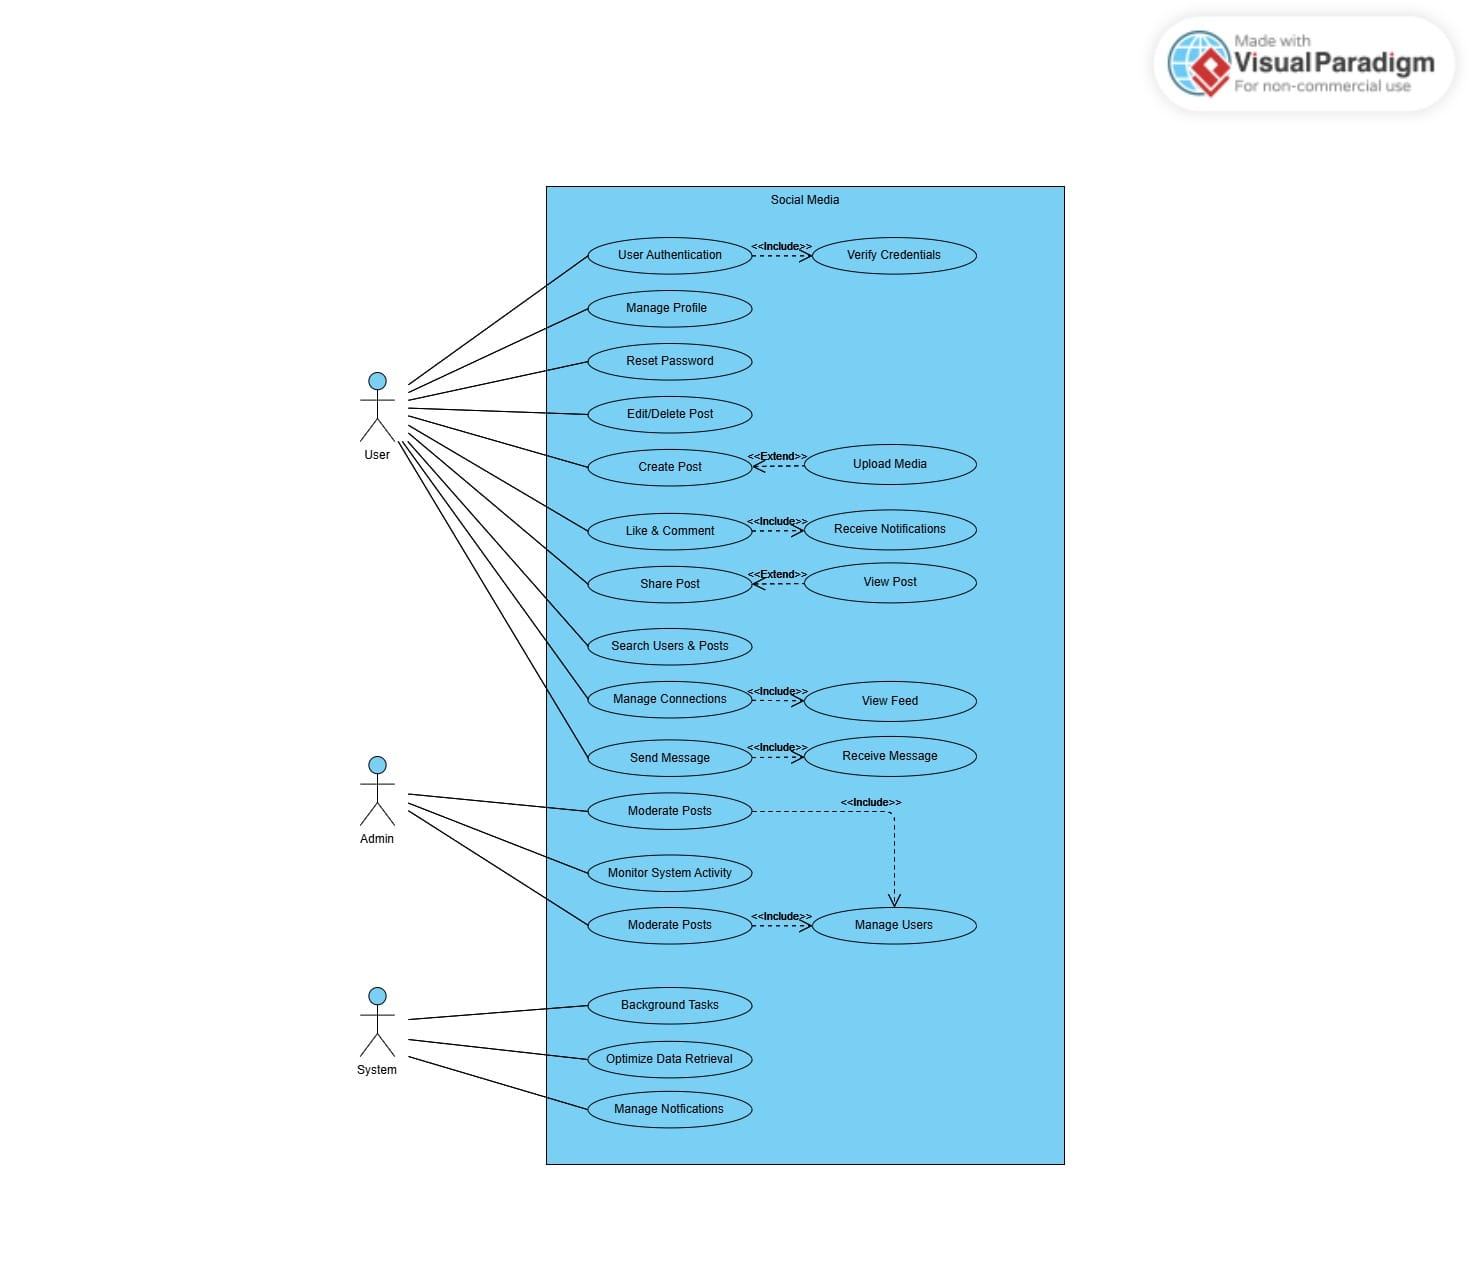 Made with
Visual Paradigm
For non-commercial use
Social Media
User Authentication
<<Include>>
Verify Credentials
Manage Profile
Reset Password
Edit/Delete Post
User
Create Post
<<Extend>>
Upload Media
Like & Comment
<<Include>>
Receive Notifications
Share Post
<<Extend>>
View Post
Search Users & Posts
Manage Connections
<<Include>>
View Feed
Send Message
<<Include>>
Receive Message
Moderate Posts
<<Include>>
Admin
Monitor System Activity
Moderate Posts
<<Include>>
Manage Users
Background Tasks
Optimize Data Retrieval
System
Manage Notfications